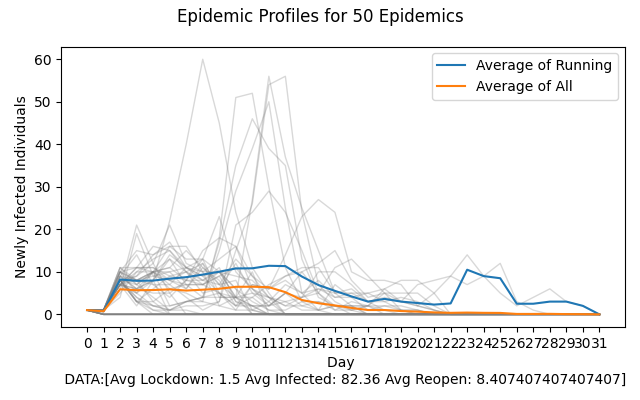 Epidemic Profiles for 50 Epidemics
Newly Infected Individuals
60
50
40
30
20
10
0
Average of Running
Average of All
0 1 2 3 4 5 6 7 8 9 10 11 12 13 14 15 16 17 18 19 20 21 22 23 24 25 26 27 28 29 30 31
Day
DATA:[Avg Lockdown: 1.5 Avg Infected: 82.36 Avg Reopen: 8.407407407407407]